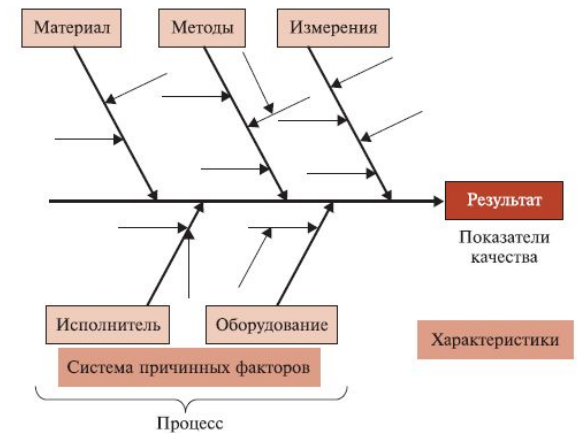 Материал
Методы
Измерения
Результат
Показатели
качества
Исполнитель
Оборудование
Характеристики
Система причинных факторов
Процесс